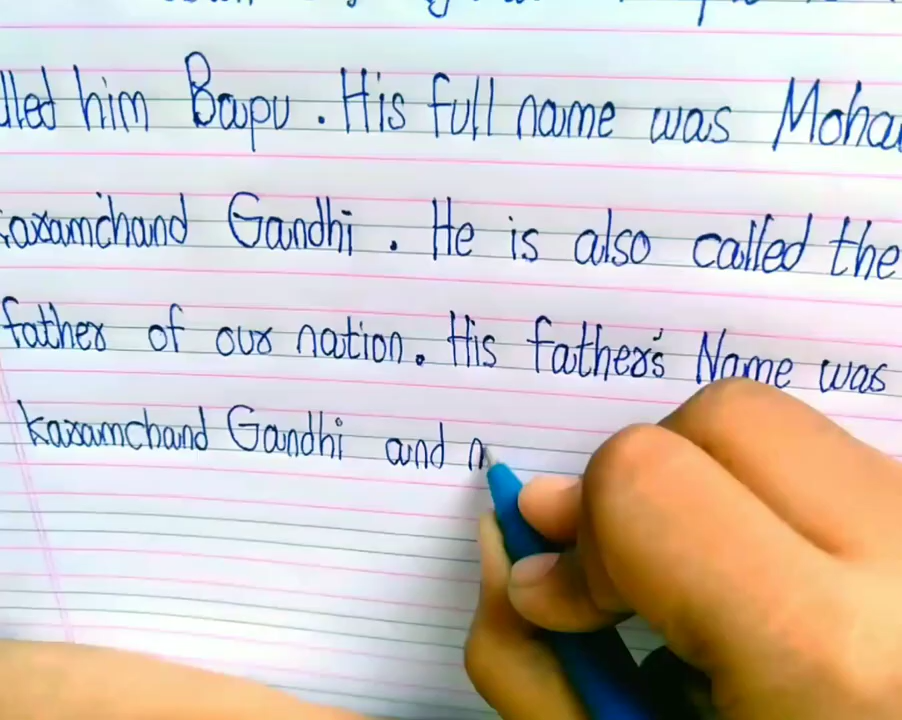 lled him Bapu. His full name was Moha
karamchand Gandhi. He is also called the
father of our nation. His father's Name was
karamchand Gandhi and